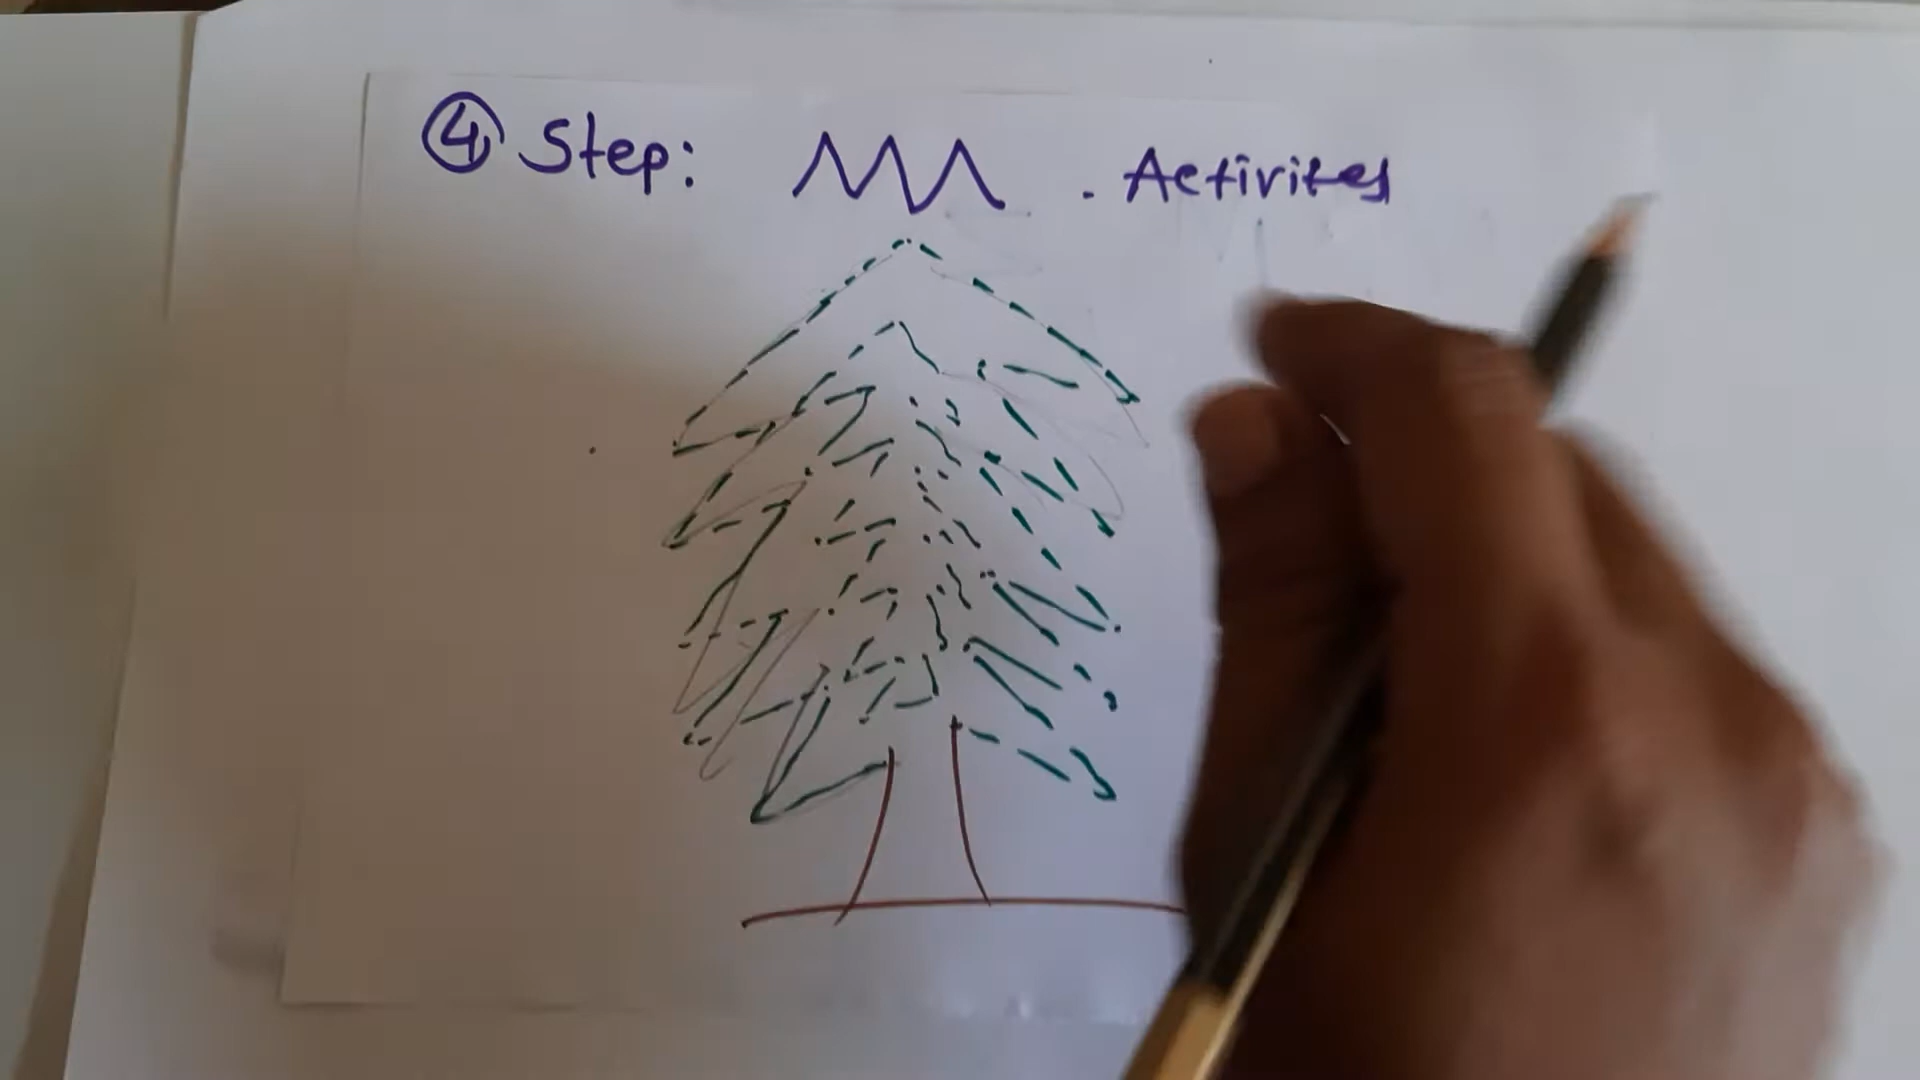 ④ Step: . Activites